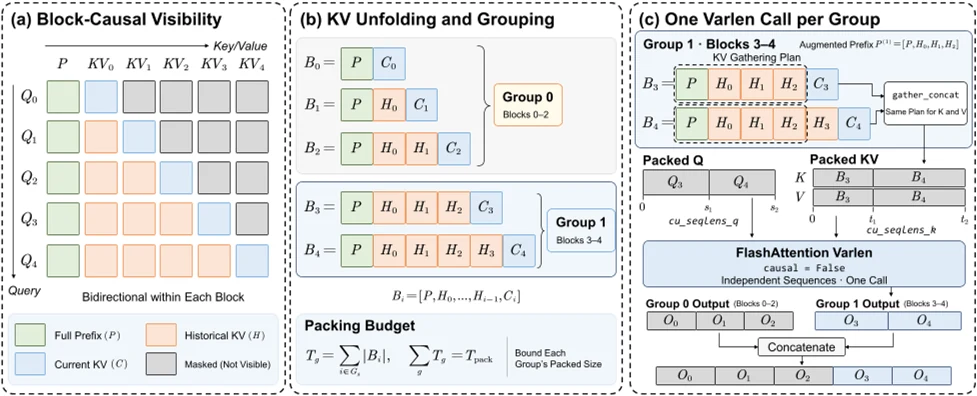 (a) Block-Causal Visibility
Key/Value
P KV₀ KV₁ KV₂ KV₃ KV₄
Q₀
Q₁
Q₂
Q₃
Q₄
Query
Bidirectional within Each Block
Full Prefix (P)
Historical KV (H)
Current KV (C)
Masked (Not Visible)
(b) KV Unfolding and Grouping
B₀ = P C₀
B₁ = P H₀ C₁
B₂ = P H₀ H₁ C₂
Group 0
Blocks 0–2
B₃ = P H₀ H₁ H₂ C₃
B₄ = P H₀ H₁ H₂ H₃ C₄
Group 1
Blocks 3–4
Bᵢ = [P, H₀, ..., Hᵢ₋₁, Cᵢ]
Packing Budget
T_g = ∑_{i∈Gᵢ} |Bᵢ|, ∑_g T_g = T_pack
Bound Each
Group's Packed Size
(c) One Varlen Call per Group
Group 1 · Blocks 3–4
Augmented Prefix P⁽¹⁾ = [P, H₀, H₁, H₂]
KV Gathering Plan
B₃ = P H₀ H₁ H₂ C₃
B₄ = P H₀ H₁ H₂ H₃ C₄
gather_concat
Same Plan for K and V
Packed Q
Q₃ Q₄
0 s₁ s₂
cu_seqlens_q
Packed KV
K B₃ B₄
V B₃ B₄
0 t₁ t₂
cu_seqlens_k
FlashAttention Varlen
causal = False
Independent Sequences · One Call
Group 0 Output (Blocks 0–2)
O₀ O₁ O₂
Group 1 Output (Blocks 3–4)
O₃ O₄
Concatenate
O₀ O₁ O₂ O₃ O₄